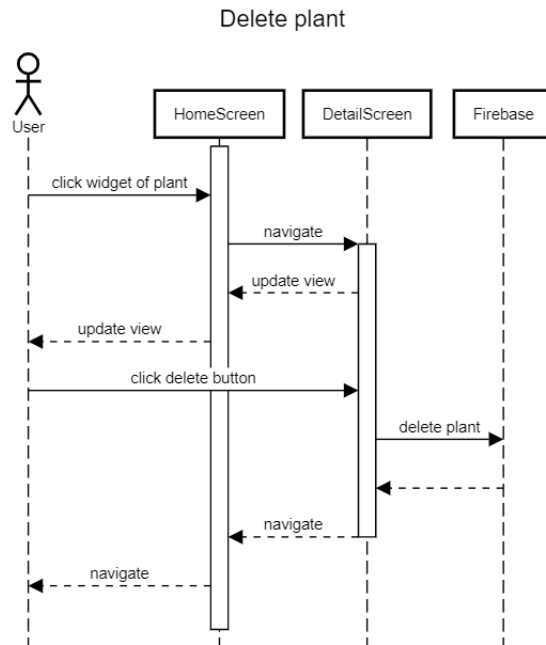 Delete plant
User
HomeScreen
DetailScreen
Firebase
click widget of plant
navigate
update view
update view
click delete button
delete plant
navigate
navigate